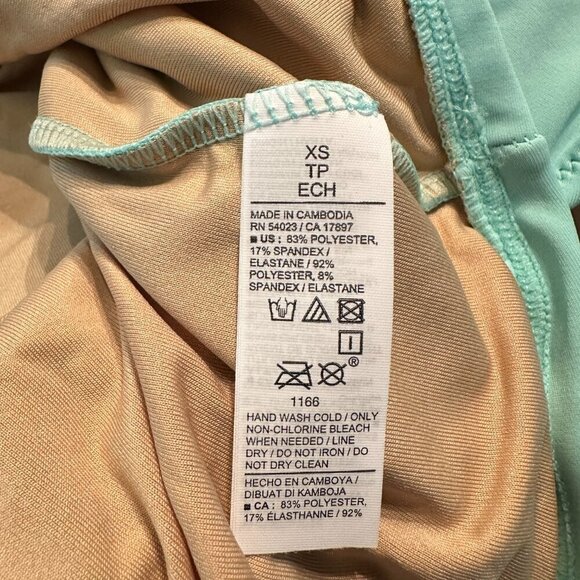 XS
TP
ECH
MADE IN CAMBODIA
RN 54023 / CA 17897
■ US : 83% POLYESTER,
17% SPANDEX /
ELASTANE / 92%
POLYESTER, 8%
SPANDEX / ELASTANE
®
1166
HAND WASH COLD / ONLY
NON-CHLORINE BLEACH
WHEN NEEDED / LINE
DRY / DO NOT IRON / DO
NOT DRY CLEAN
HECHO EN CAMBOYA /
DIBUAT DI KAMBOJA
■ CA : 83% POLYESTER,
17% ÉLASTHANNE / 92%